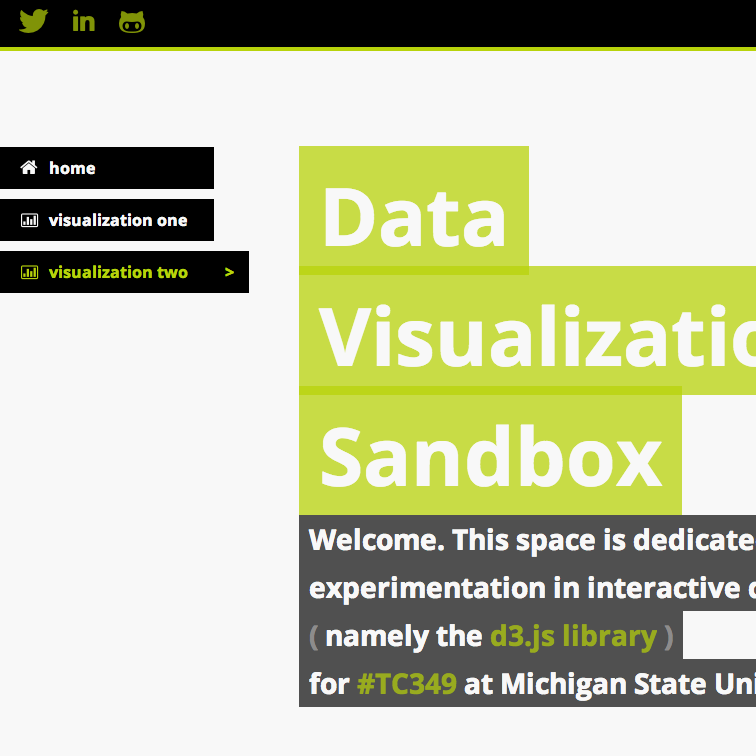 in
home
visualization one
visualization two >
Data
Visualizatio
Sandbox
Welcome. This space is dedicate
experimentation in interactive
( namely the d3.js library )
for #TC349 at Michigan State Uni